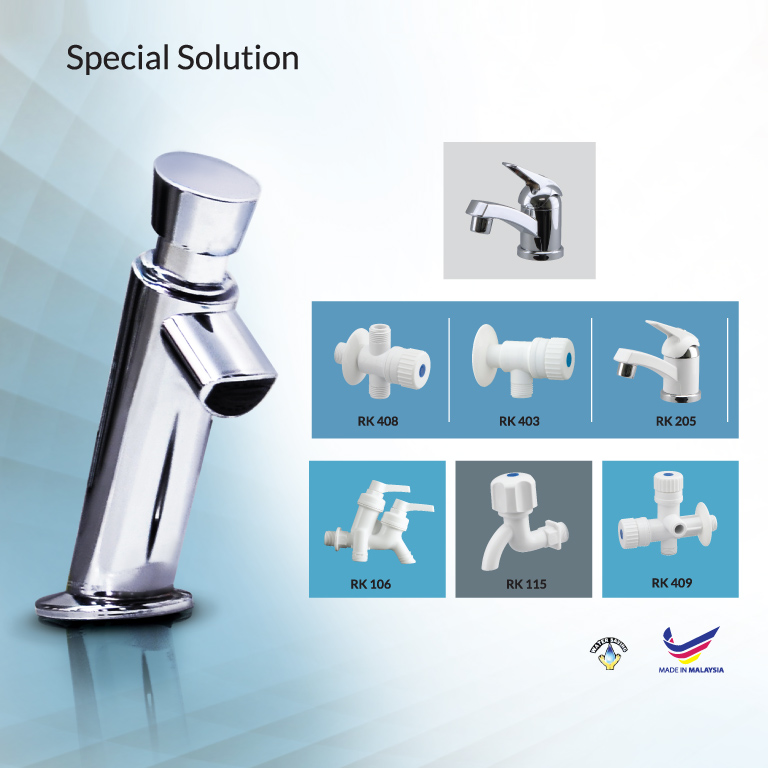 Special Solution
RK 408
RK 403
RK 205
RK 106
RK 115
RK 409
WATER SAVING
MADE IN MALAYSIA